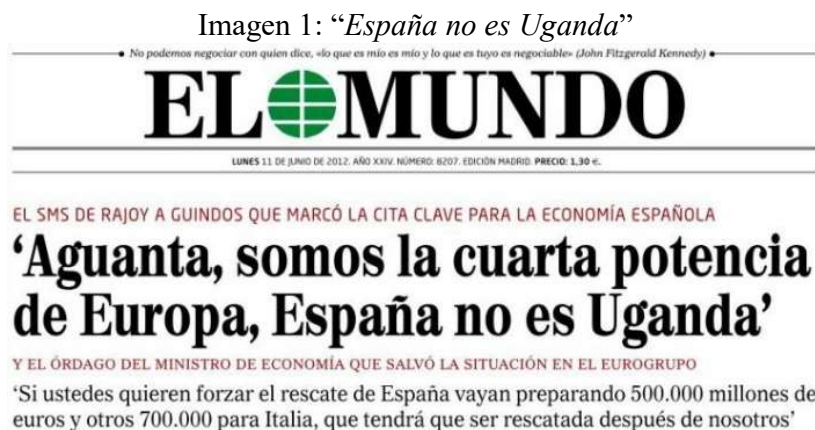 Imagen 1: “España no es Uganda”
No podemos negociar con quien dice, «lo que es mío es mío y lo que es tuyo es negociable» (John Fitzgerald Kennedy)
EL MUNDO
LUNES 11 DE JUNIO DE 2012. AÑO XXIV. NÚMERO: 8207. EDICIÓN MADRID. PRECIO: 1,30 €.
EL SMS DE RAJOY A GUINDOS QUE MARCÓ LA CITA CLAVE PARA LA ECONOMÍA ESPAÑOLA
‘Aguanta, somos la cuarta potencia
de Europa, España no es Uganda’
Y EL ÓRDAGO DEL MINISTRO DE ECONOMÍA QUE SALVÓ LA SITUACIÓN EN EL EUROGRUPO
‘Si ustedes quieren forzar el rescate de España vayan preparando 500.000 millones de
euros y otros 700.000 para Italia, que tendrá que ser rescatada después de nosotros’